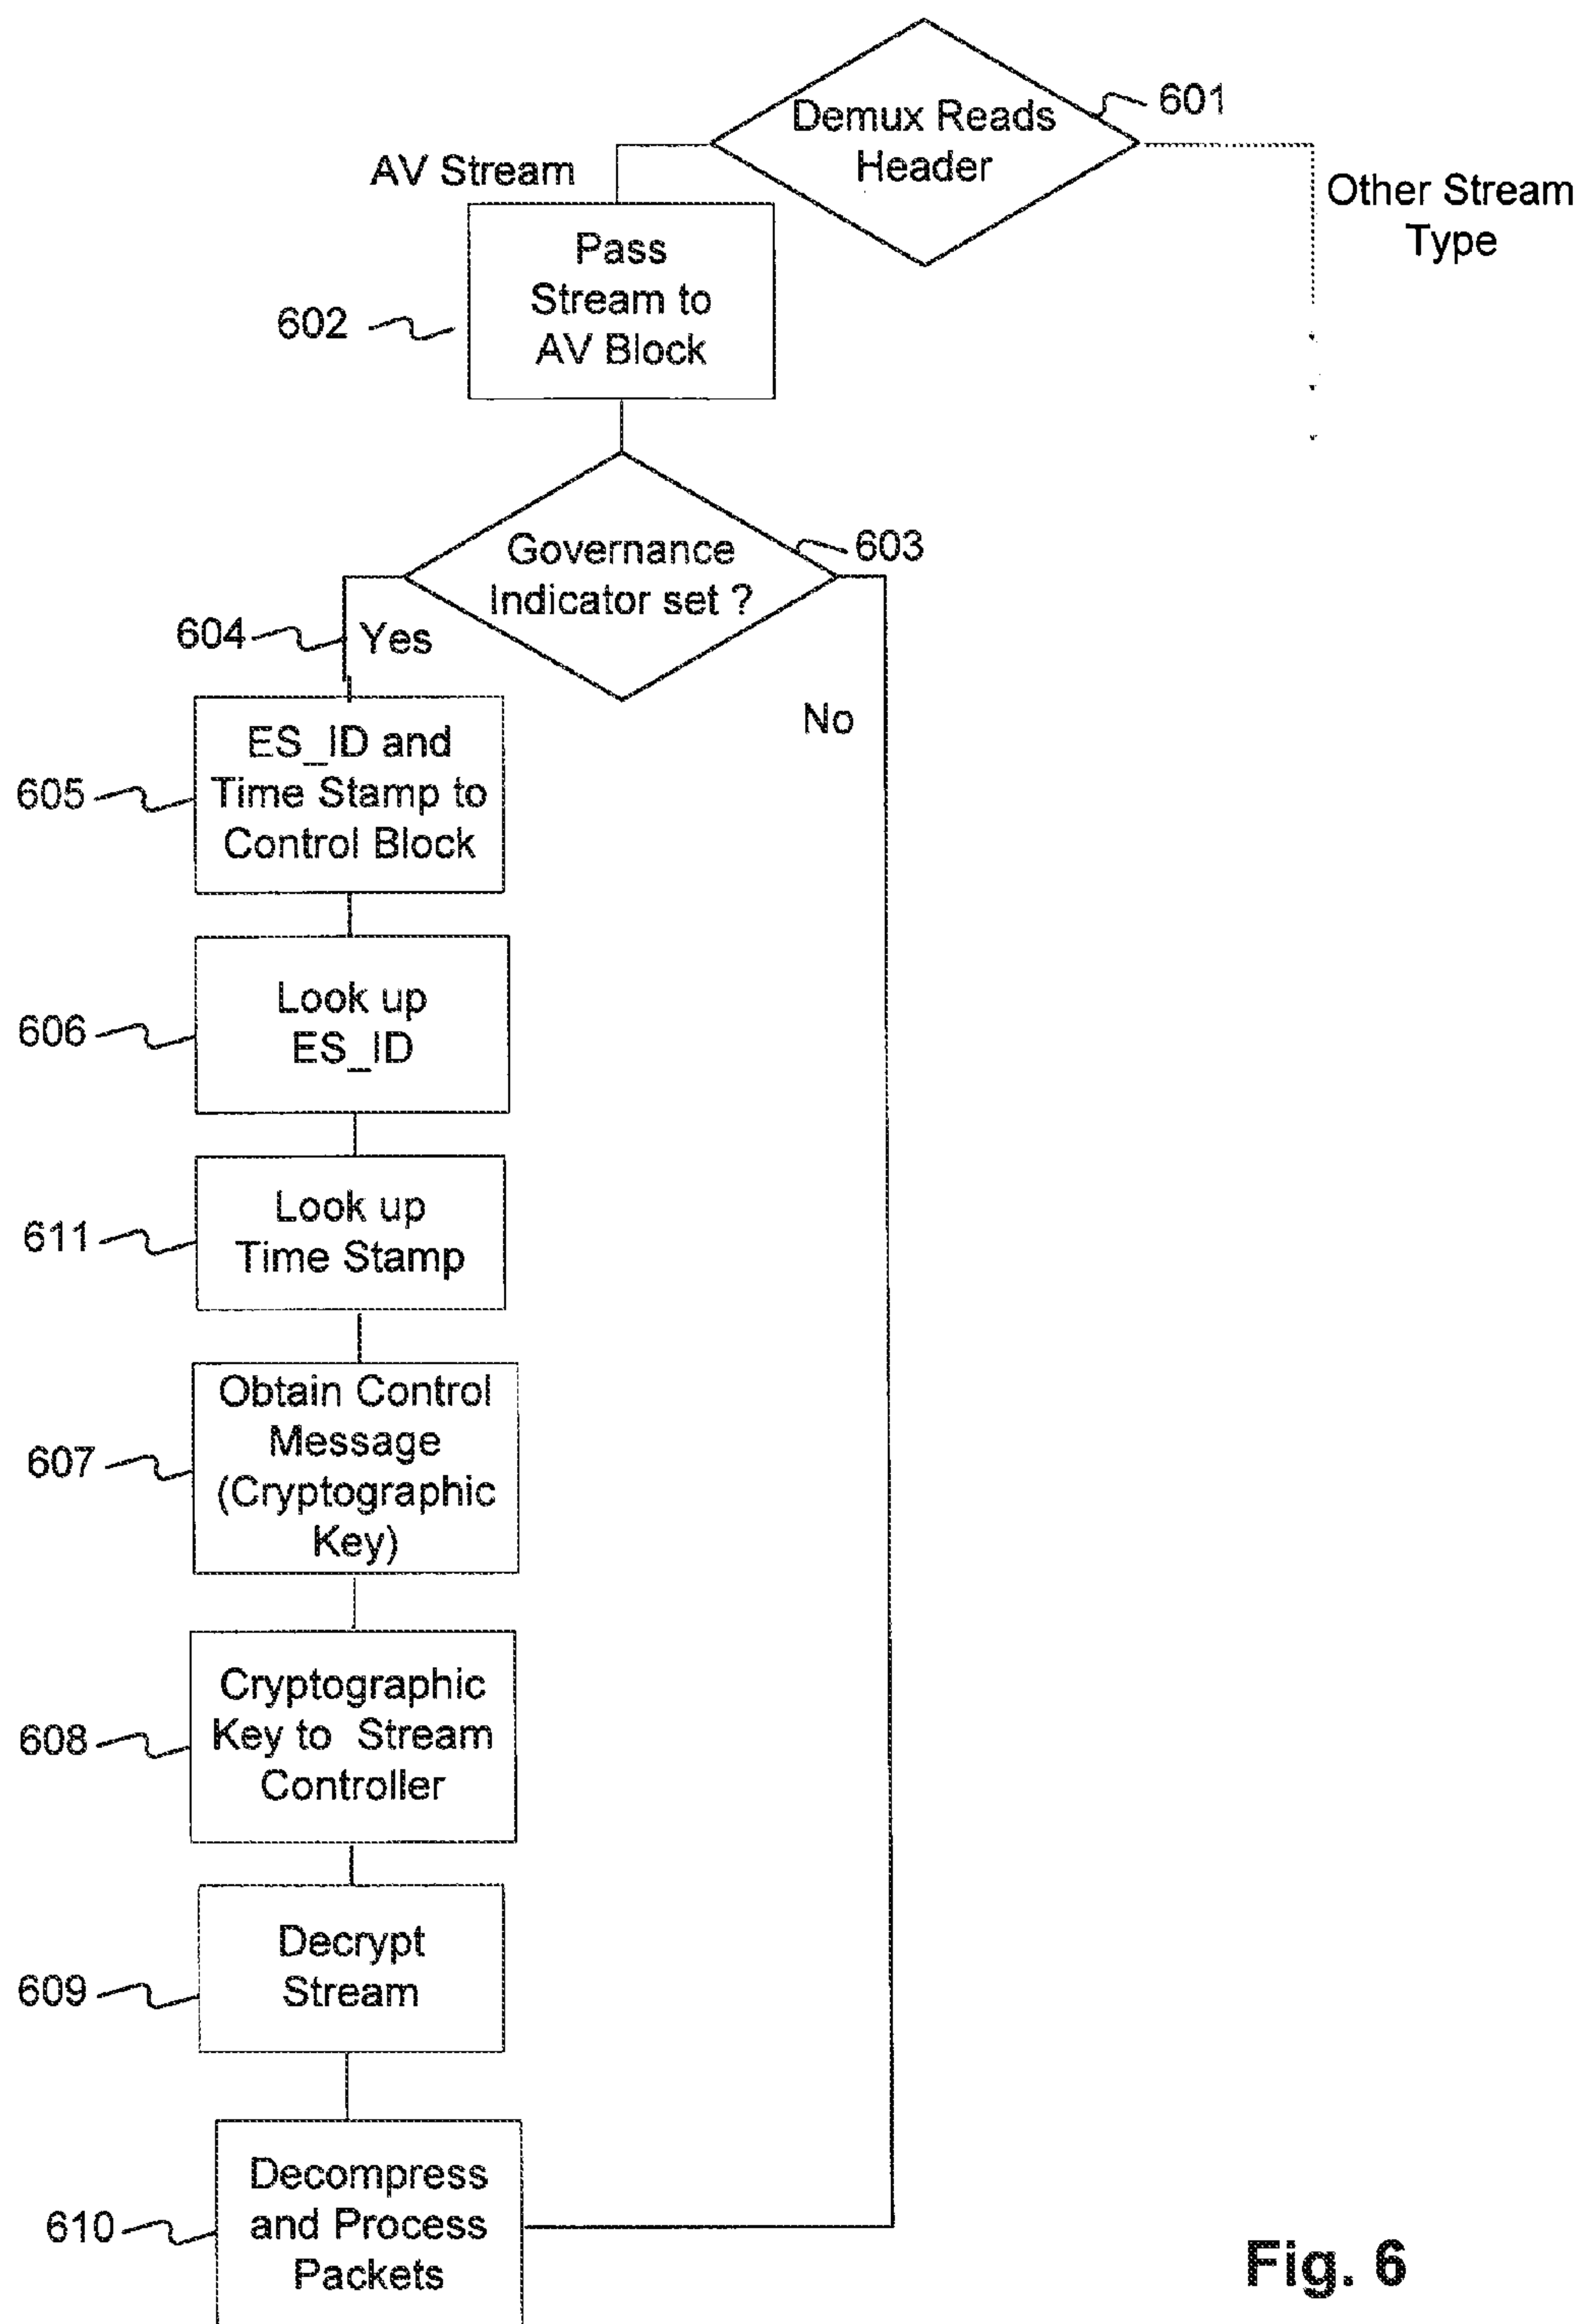 Demux Reads
Header
601
AV Stream
Other Stream
Type
Pass
Stream to
AV Block
602
Governance
Indicator set ?
603
604
Yes
No
ES_ID and
Time Stamp to
Control Block
605
Look up
ES_ID
606
Look up
Time Stamp
611
Obtain Control
Message
(Cryptographic
Key)
607
Cryptographic
Key to Stream
Controller
608
Decrypt
Stream
609
Decompress
and Process
Packets
610
Fig. 6